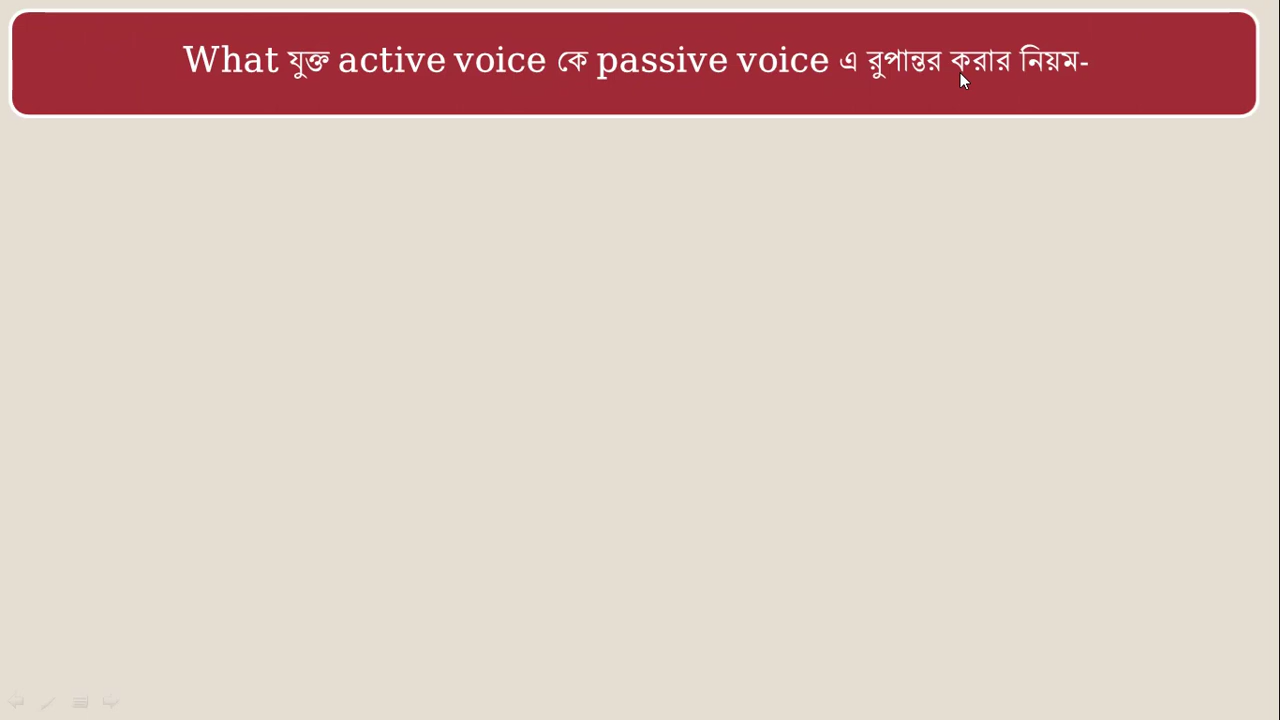 What যুক্ত active voice কে passive voice এ রুপান্তর করার নিয়ম-